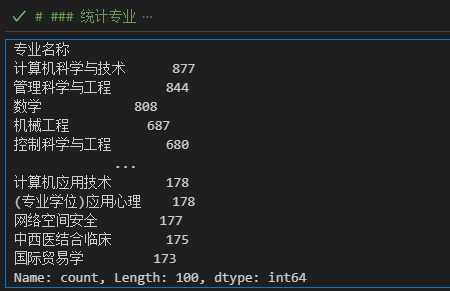 # ### 统计专业 ...
专业名称
计算机科学与技术 877
管理科学与工程 844
数学 808
机械工程 687
控制科学与工程 680
...
计算机应用技术 178
(专业学位)应用心理 178
网络空间安全 177
中西医结合临床 175
国际贸易学 173
Name: count, Length: 100, dtype: int64